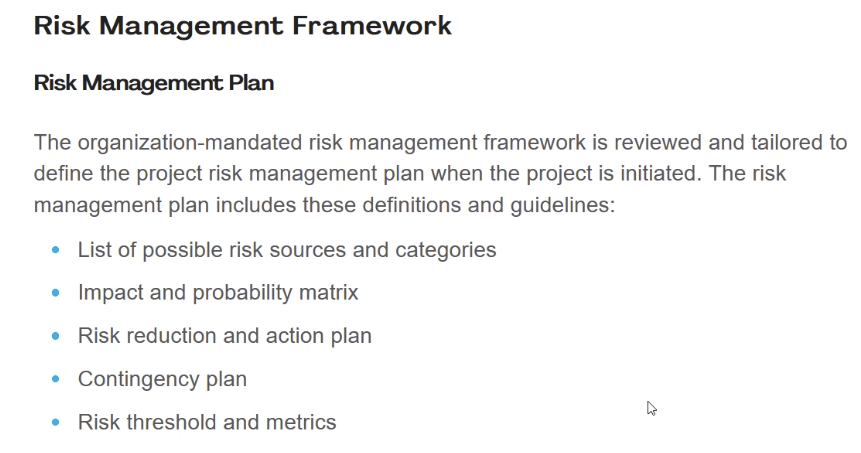 Risk Management Framework
Risk Management Plan
The organization-mandated risk management framework is reviewed and tailored to
define the project risk management plan when the project is initiated. The risk
management plan includes these definitions and guidelines:
• List of possible risk sources and categories
• Impact and probability matrix
• Risk reduction and action plan
• Contingency plan
• Risk threshold and metrics